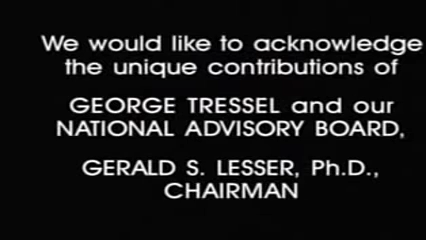 We would like to acknowledge
the unique contributions of
GEORGE TRESSEL and our
NATIONAL ADVISORY BOARD,
GERALD S. LESSER, Ph.D.,
CHAIRMAN